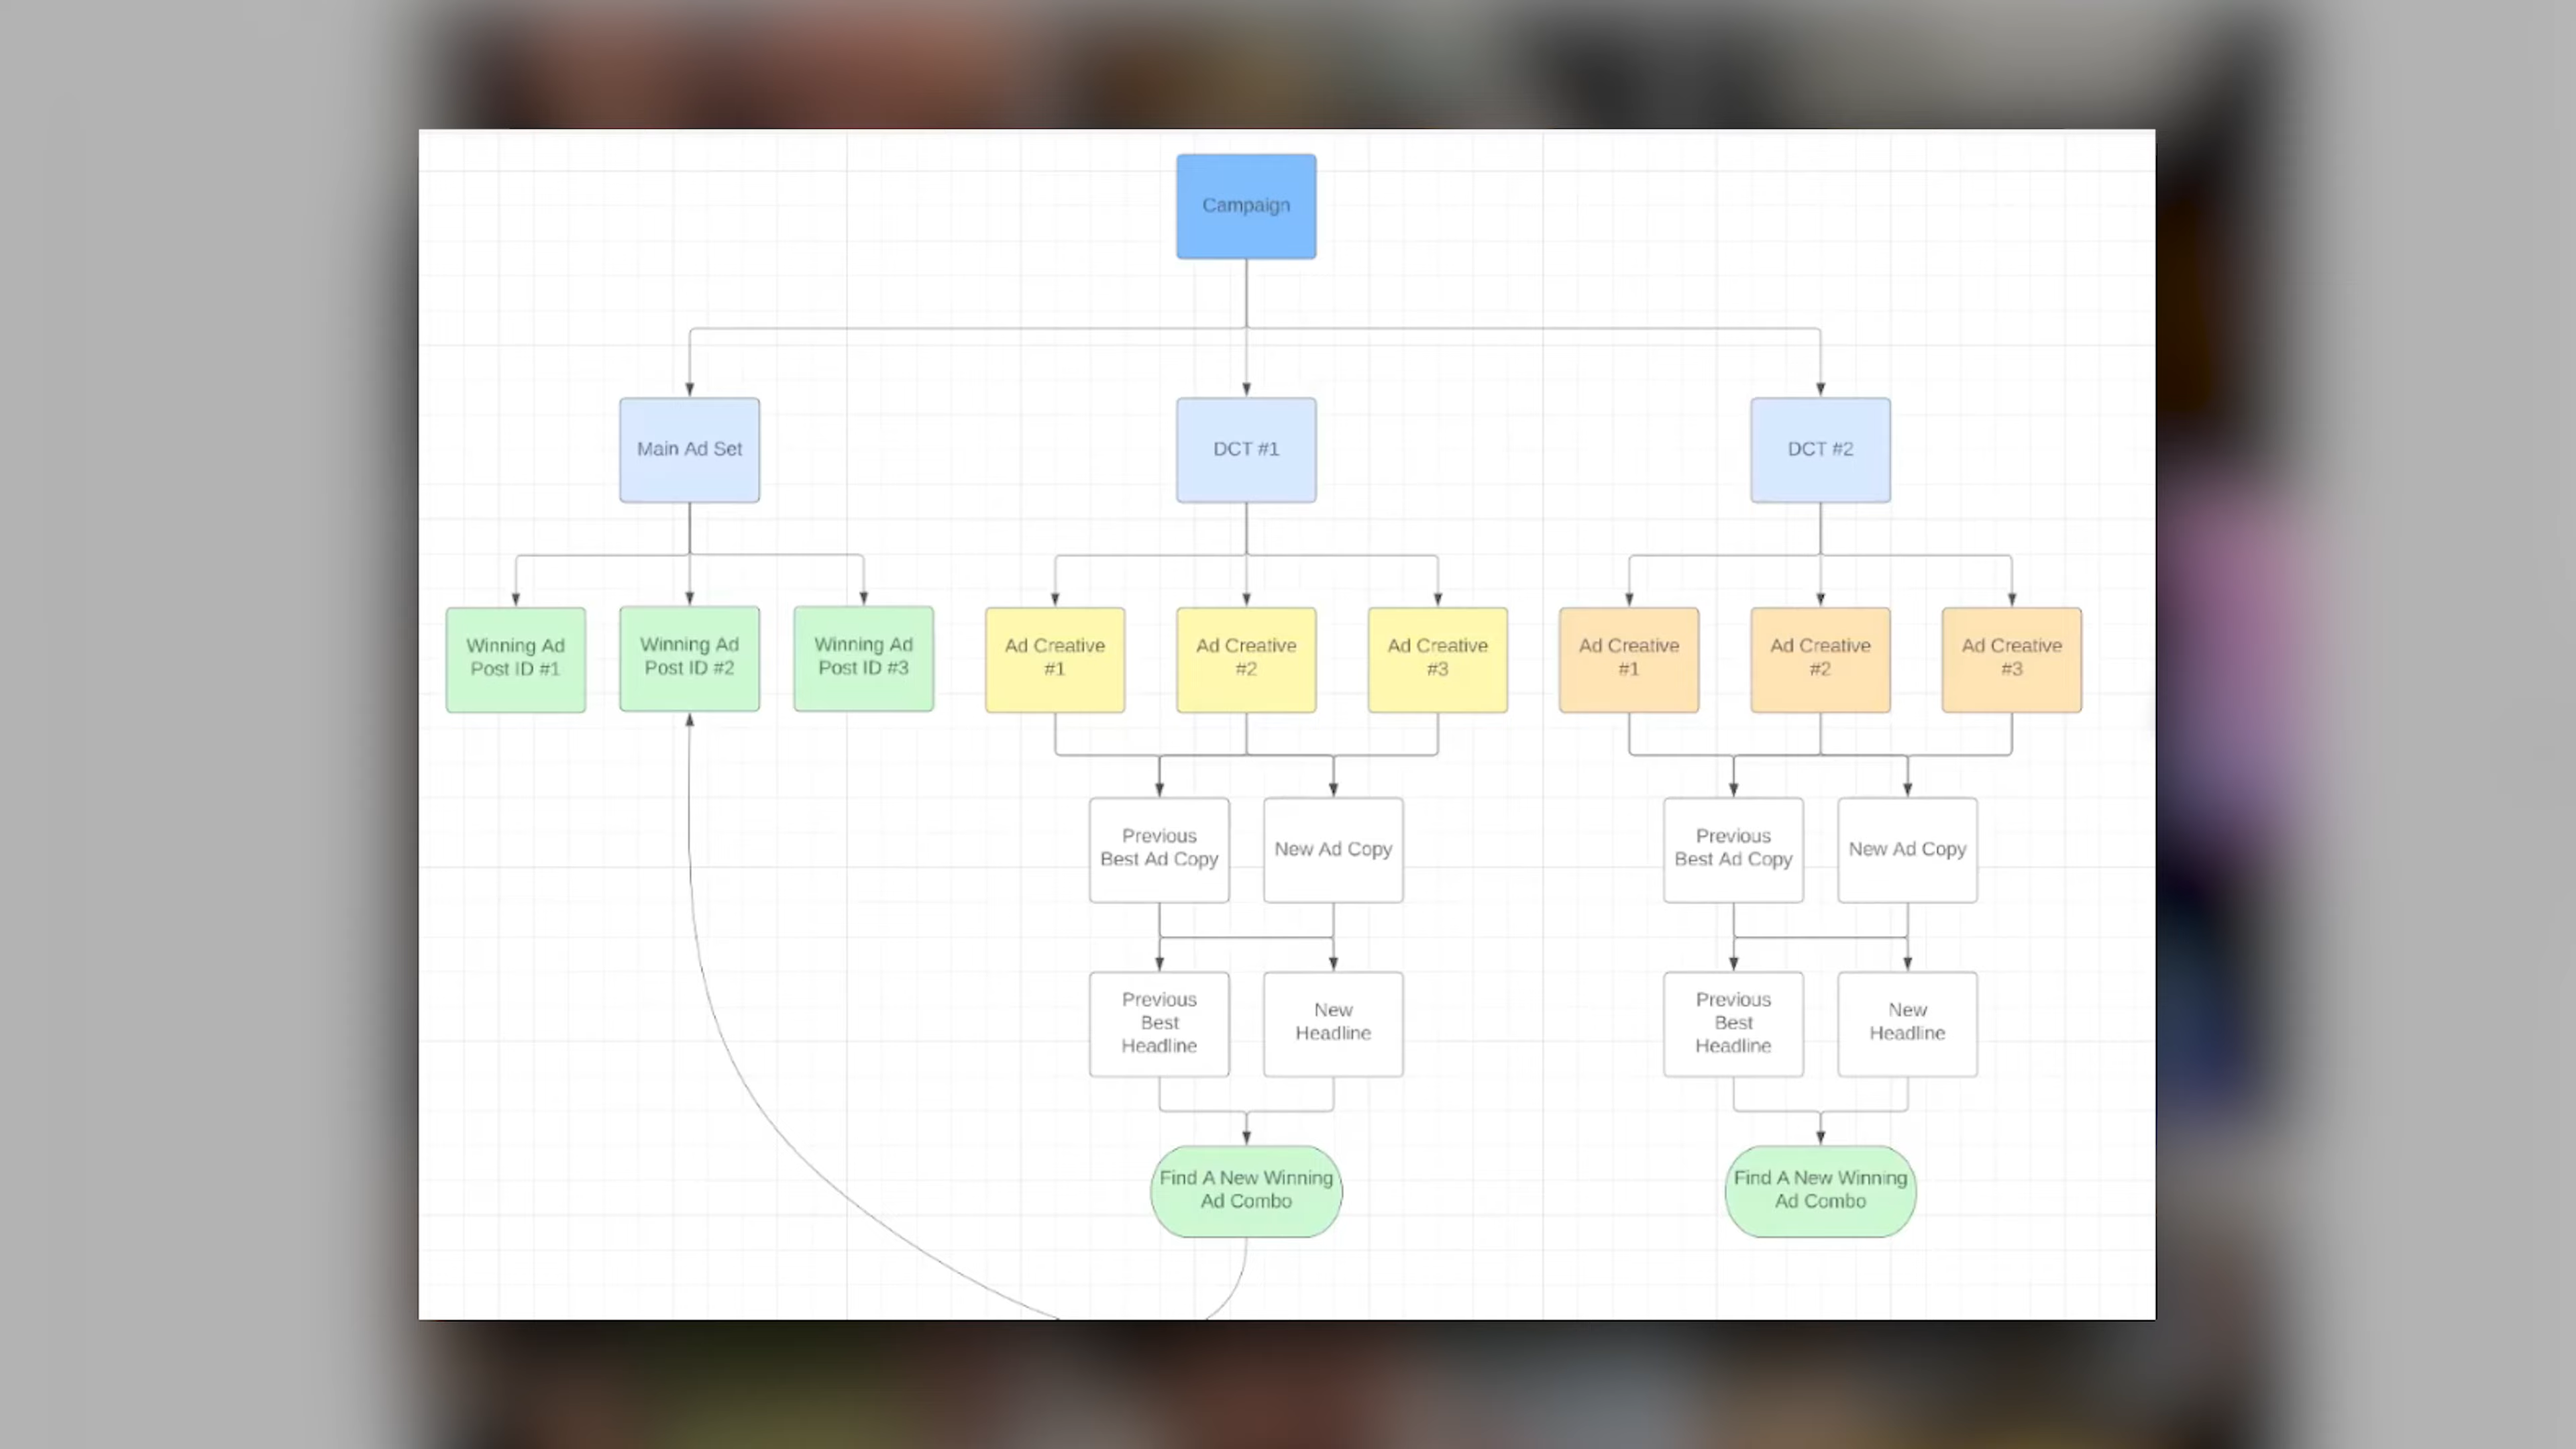 Campaign
Main Ad Set
DCT #1
DCT #2
Winning Ad
Post ID #1
Winning Ad
Post ID #2
Winning Ad
Post ID #3
Ad Creative
#1
Ad Creative
#2
Ad Creative
#3
Ad Creative
#1
Ad Creative
#2
Ad Creative
#3
Previous
Best Ad Copy
New Ad Copy
Previous
Best Ad Copy
New Ad Copy
Previous
Best
Headline
New
Headline
Previous
Best
Headline
New
Headline
Find A New Winning
Ad Combo
Find A New Winning
Ad Combo